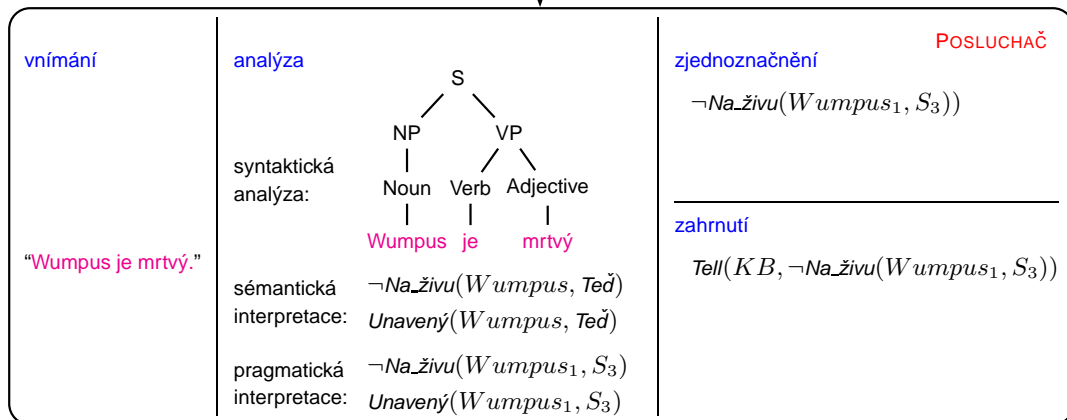 POSLUCHAČ
vnímání
"Wumpus je mrtvý."
analýza
syntaktická
analýza:
S
NP VP
Noun Verb Adjective
Wumpus je mrtvý
sémantická
interpretace:
¬Na_živu(Wumpus, Teď)
Unavený(Wumpus, Teď)
pragmatická
interpretace:
¬Na_živu(Wumpus₁, S₃)
Unavený(Wumpus₁, S₃)
zjednoznačnění
¬Na_živu(Wumpus₁, S₃))
zahrnutí
Tell(KB, ¬Na_živu(Wumpus₁, S₃))